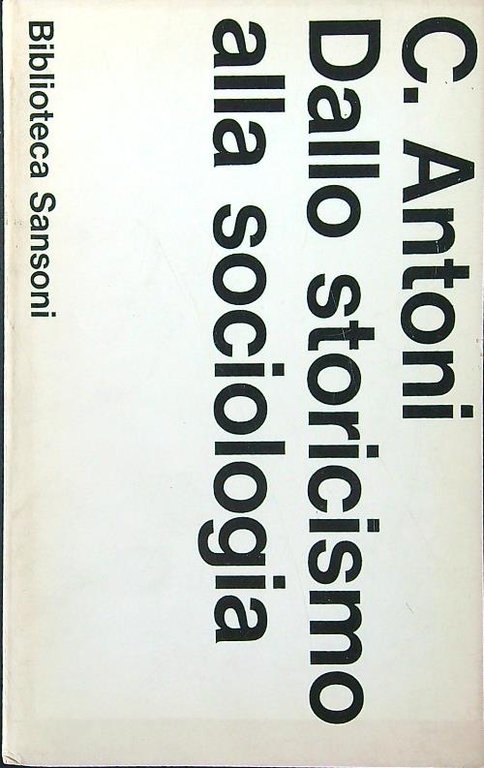 C. Antoni
Dallo storicismo
alla sociologia
Biblioteca Sansoni